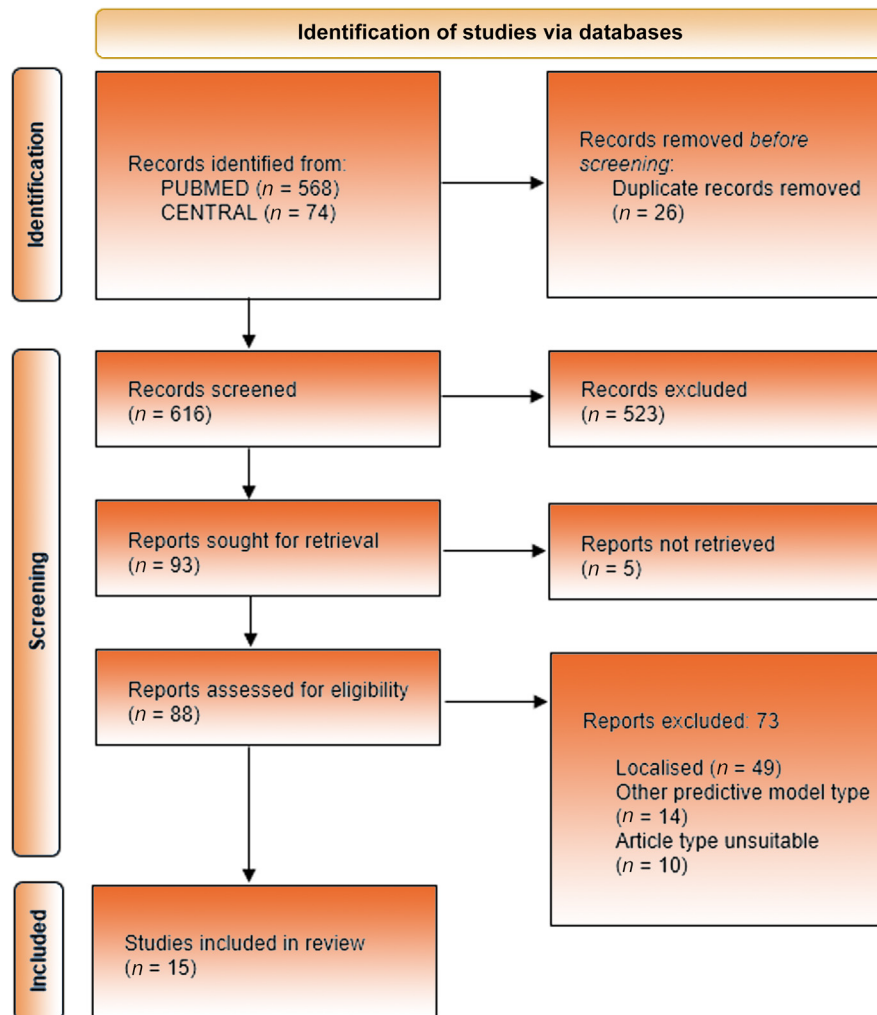 Identification of studies via databases
Identification
Records identified from:
PUBMED (n = 568)
CENTRAL (n = 74)
Records removed before
screening:
Duplicate records removed
(n = 26)
Screening
Records screened
(n = 616)
Records excluded
(n = 523)
Reports sought for retrieval
(n = 93)
Reports not retrieved
(n = 5)
Reports assessed for eligibility
(n = 88)
Reports excluded: 73
Localised (n = 49)
Other predictive model type
(n = 14)
Article type unsuitable
(n = 10)
Included
Studies included in review
(n = 15)